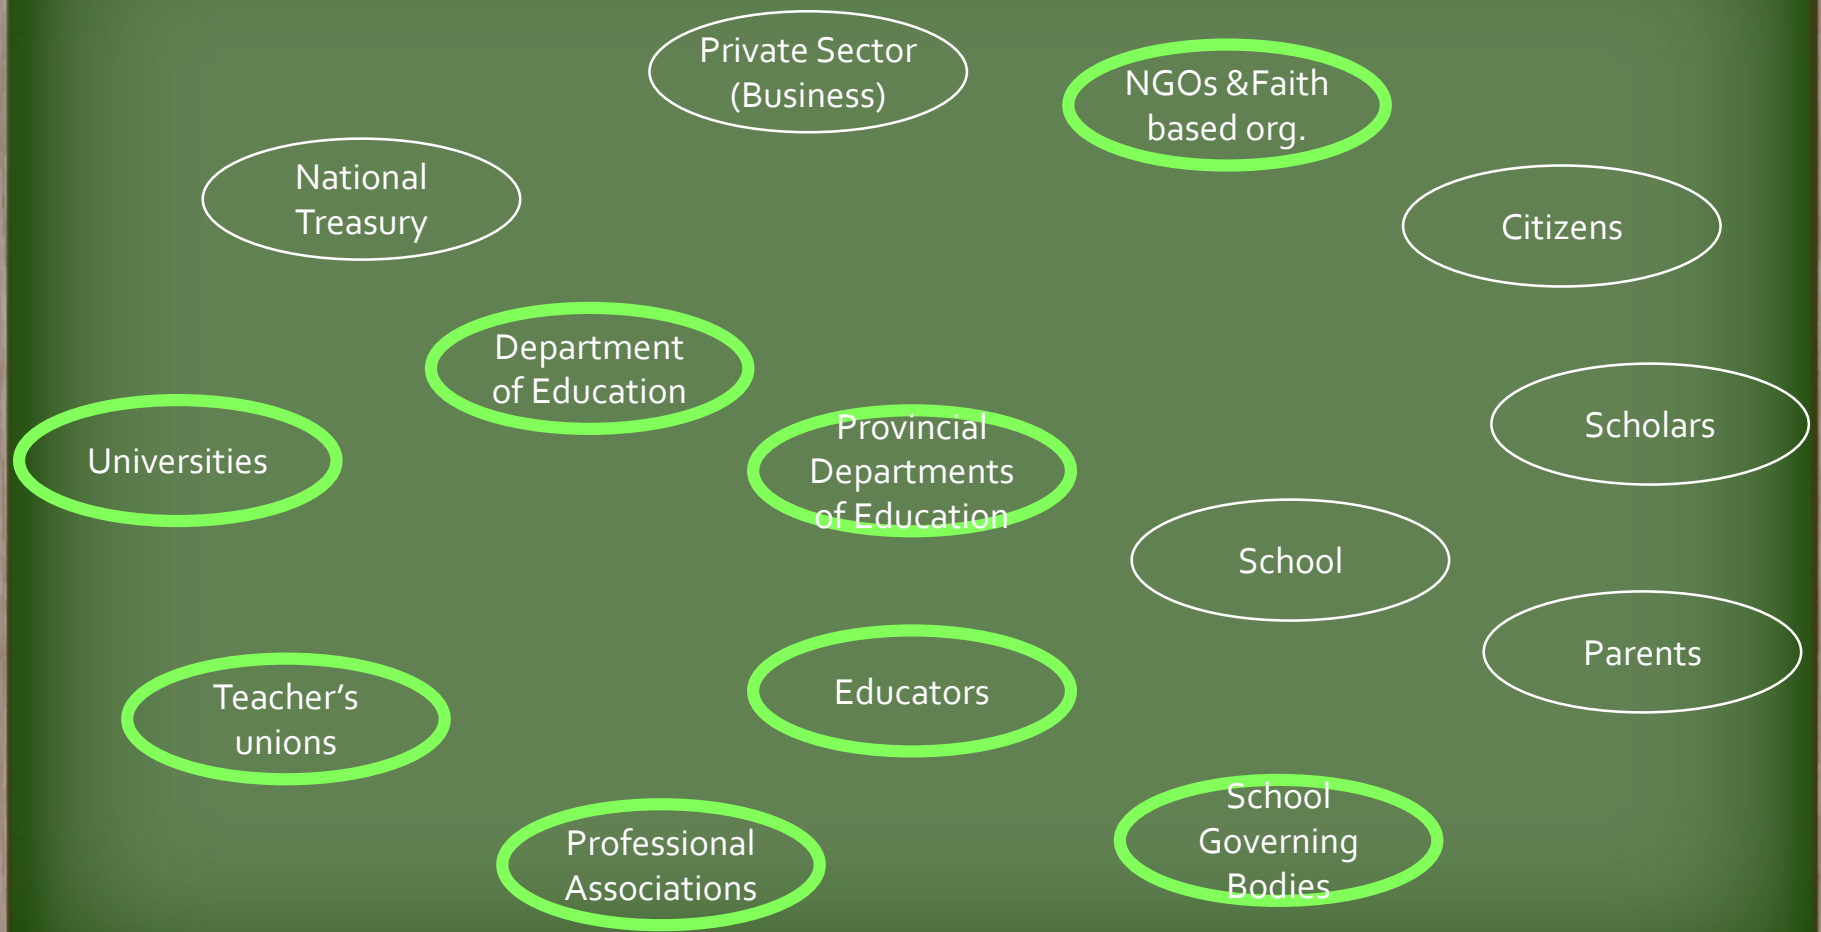 Private Sector
(Business)
NGOs &Faith
based org.
National
Treasury
Citizens
Department
of Education
Universities
Provincial
Departments
of Education
Scholars
School
Parents
Teacher’s
unions
Educators
Professional
Associations
School
Governing
Bodies